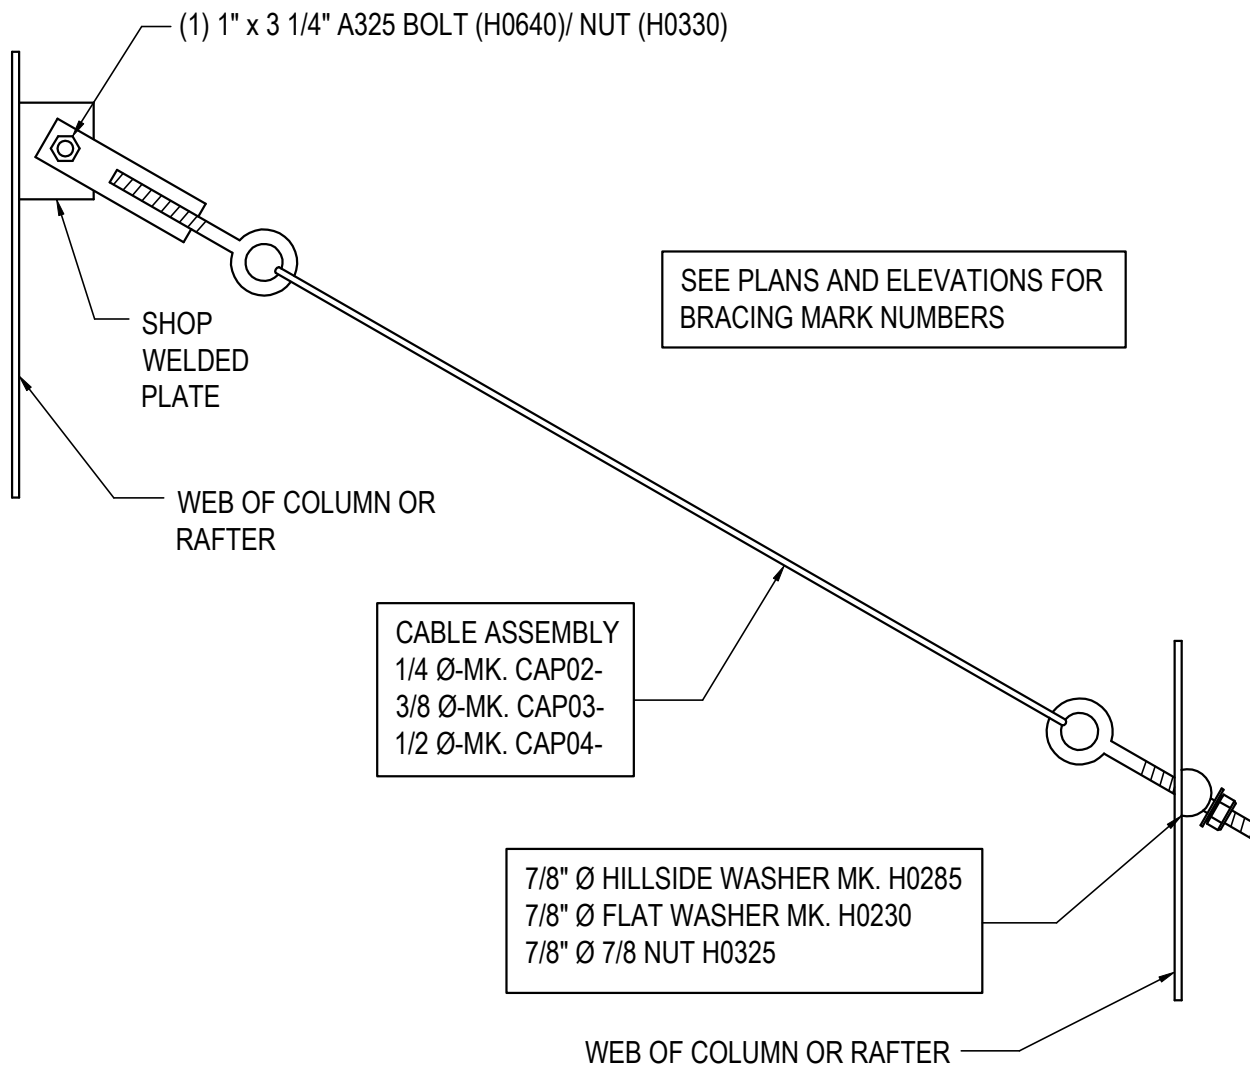 (1) 1" x 3 1/4" A325 BOLT (H0640)/ NUT (H0330)
SEE PLANS AND ELEVATIONS FOR
BRACING MARK NUMBERS
SHOP
WELDED
PLATE
WEB OF COLUMN OR
RAFTER
CABLE ASSEMBLY
1/4 Ø-MK. CAP02-
3/8 Ø-MK. CAP03-
1/2 Ø-MK. CAP04-
7/8" Ø HILLSIDE WASHER MK. H0285
7/8" Ø FLAT WASHER MK. H0230
7/8" Ø 7/8 NUT H0325
WEB OF COLUMN OR RAFTER